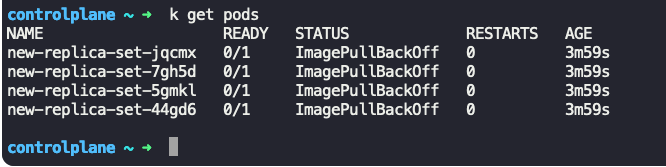 controlplane ~ → k get pods
NAME READY STATUS RESTARTS AGE
new-replica-set-jqcmx 0/1 ImagePullBackOff 0 3m59s
new-replica-set-7gh5d 0/1 ImagePullBackOff 0 3m59s
new-replica-set-5gmkl 0/1 ImagePullBackOff 0 3m59s
new-replica-set-44gd6 0/1 ImagePullBackOff 0 3m59s
controlplane ~ →